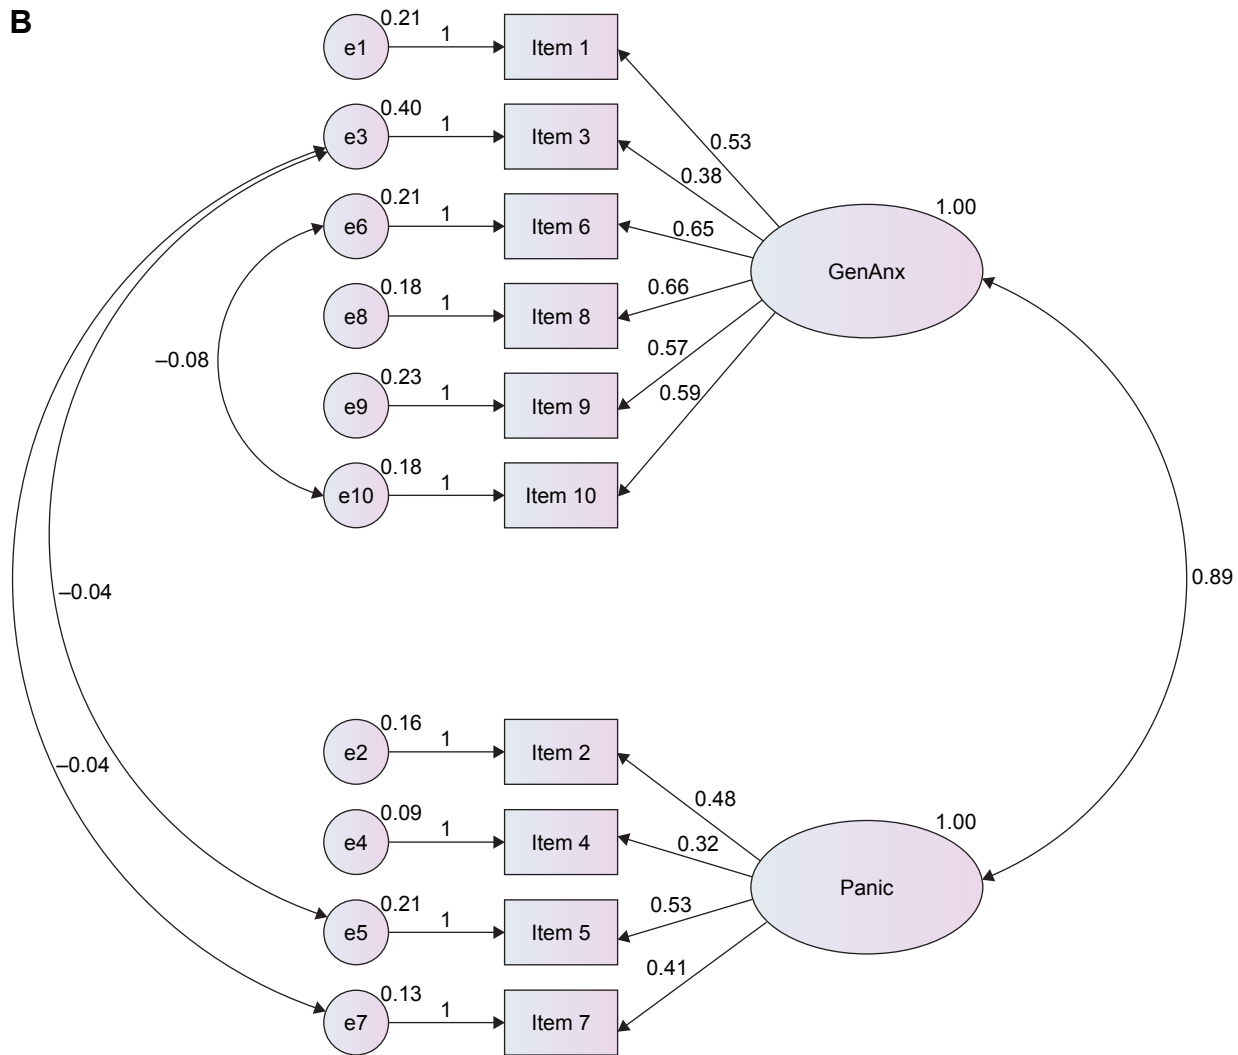 B
0.21
e1
1
Item 1
0.40
e3
1
Item 3
0.53
0.38
0.21
e6
1
Item 6
0.65
1.00
GenAnx
0.18
e8
1
Item 8
0.66
–0.08
0.23
e9
1
Item 9
0.57
0.59
0.18
e10
1
Item 10
0.89
–0.04
–0.04
0.16
e2
1
Item 2
0.48
0.09
e4
1
Item 4
0.32
1.00
Panic
0.21
e5
1
Item 5
0.53
0.41
0.13
e7
1
Item 7